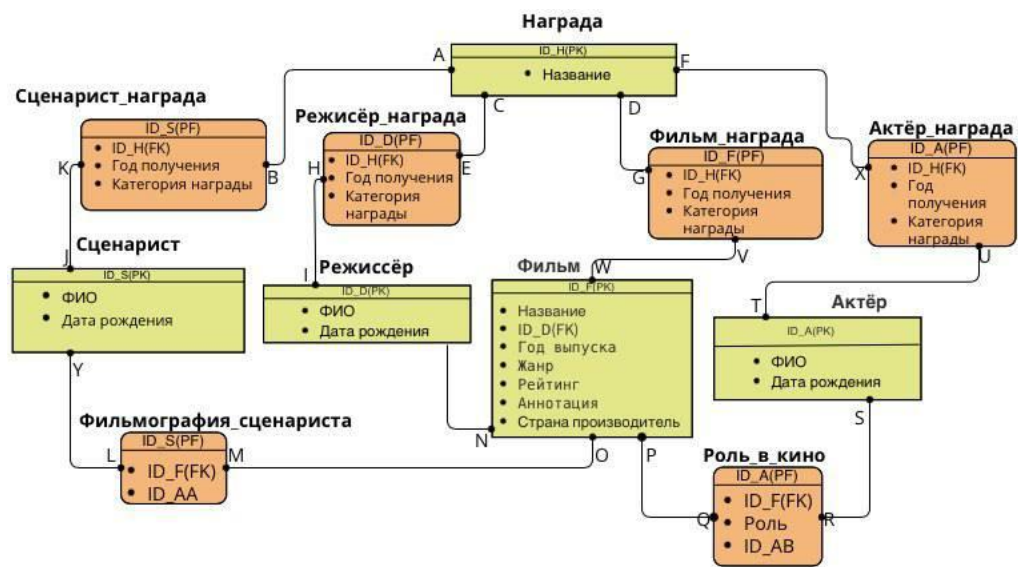 Награда
ID_H(PK)
• Название
A
F
C
D
Сценарист_награда
ID_S(PF)
• ID_H(FK)
• Год получения
• Категория награды
K
B
Режисёр_награда
ID_D(PF)
• ID_H(FK)
• Год получения
• Категория
награды
H
E
Фильм_награда
ID_F(PF)
• ID_H(FK)
• Год получения
• Категория
награды
G
V
Актёр_награда
ID_A(PF)
• ID_H(FK)
• Год
получения
• Категория
награды
X
U
J
Сценарист
ID_S(PK)
• ФИО
• Дата рождения
Y
Режиссёр
I
ID_D(PK)
• ФИО
• Дата рождения
Фильм
W
ID_F(PK)
• Название
• ID_D(FK)
• Год выпуска
• Жанр
• Рейтинг
• Аннотация
• Страна производитель
N
O
P
T
Актёр
ID_A(PK)
• ФИО
• Дата рождения
S
Фильмография_сценариста
ID_S(PF)
• ID_F(FK)
• ID_AA
L
M
Роль_в_кино
ID_A(PF)
• ID_F(FK)
• Роль
• ID_AB
Q
R